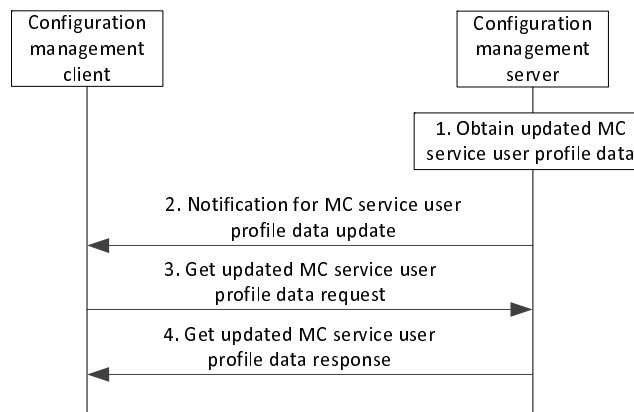 Configuration
management
client
Configuration
management
server
1. Obtain updated MC
service user profile data
2. Notification for MC service user
profile data update
3. Get updated MC service user
profile data request
4. Get updated MC service user
profile data response